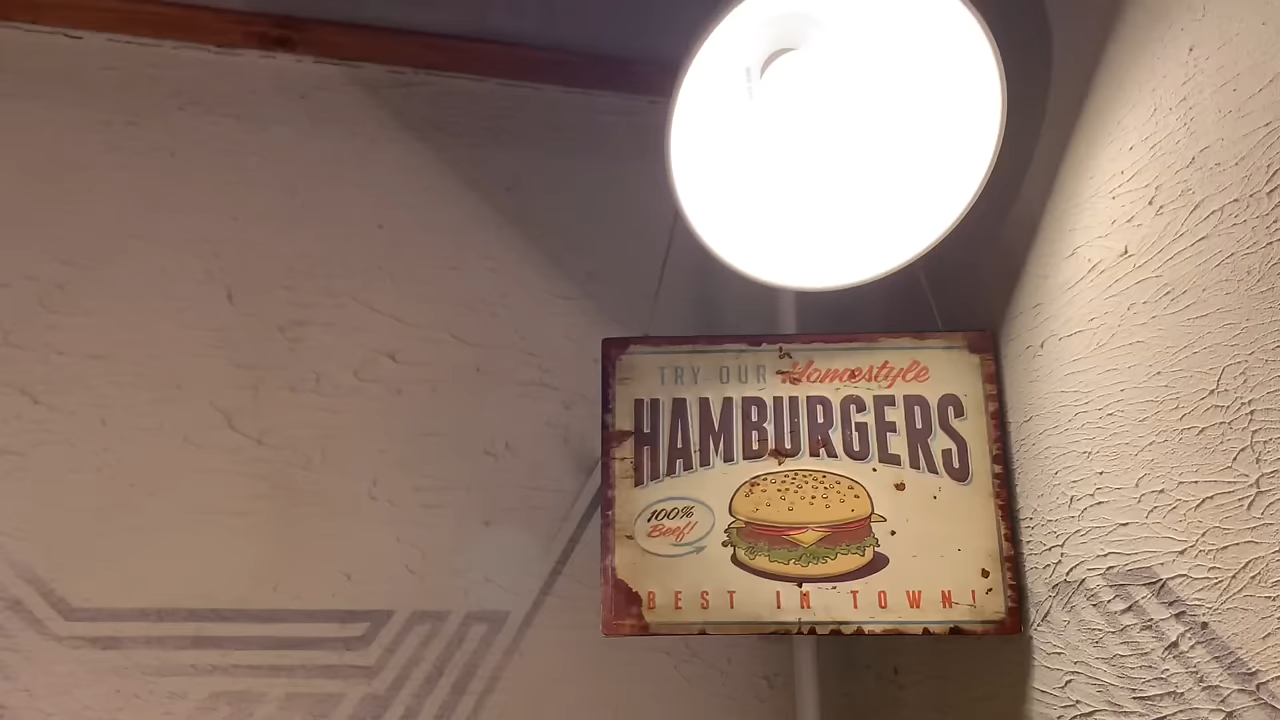 TRY OUR Homestyle
HAMBURGERS
100%
Beef!
BEST IN TOWN!